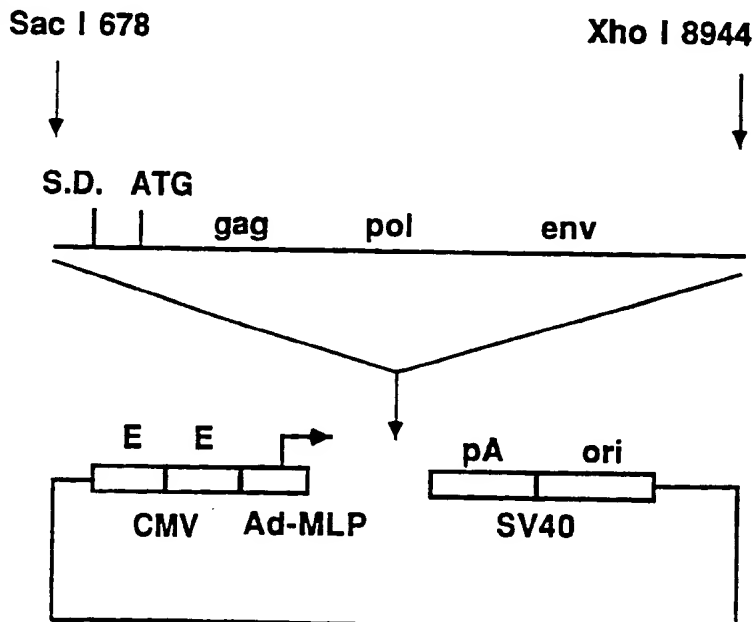 Sac I 678
Xho I 8944
S.D. ATG
gag pol env
E E
pA ori
CMV Ad-MLP SV40